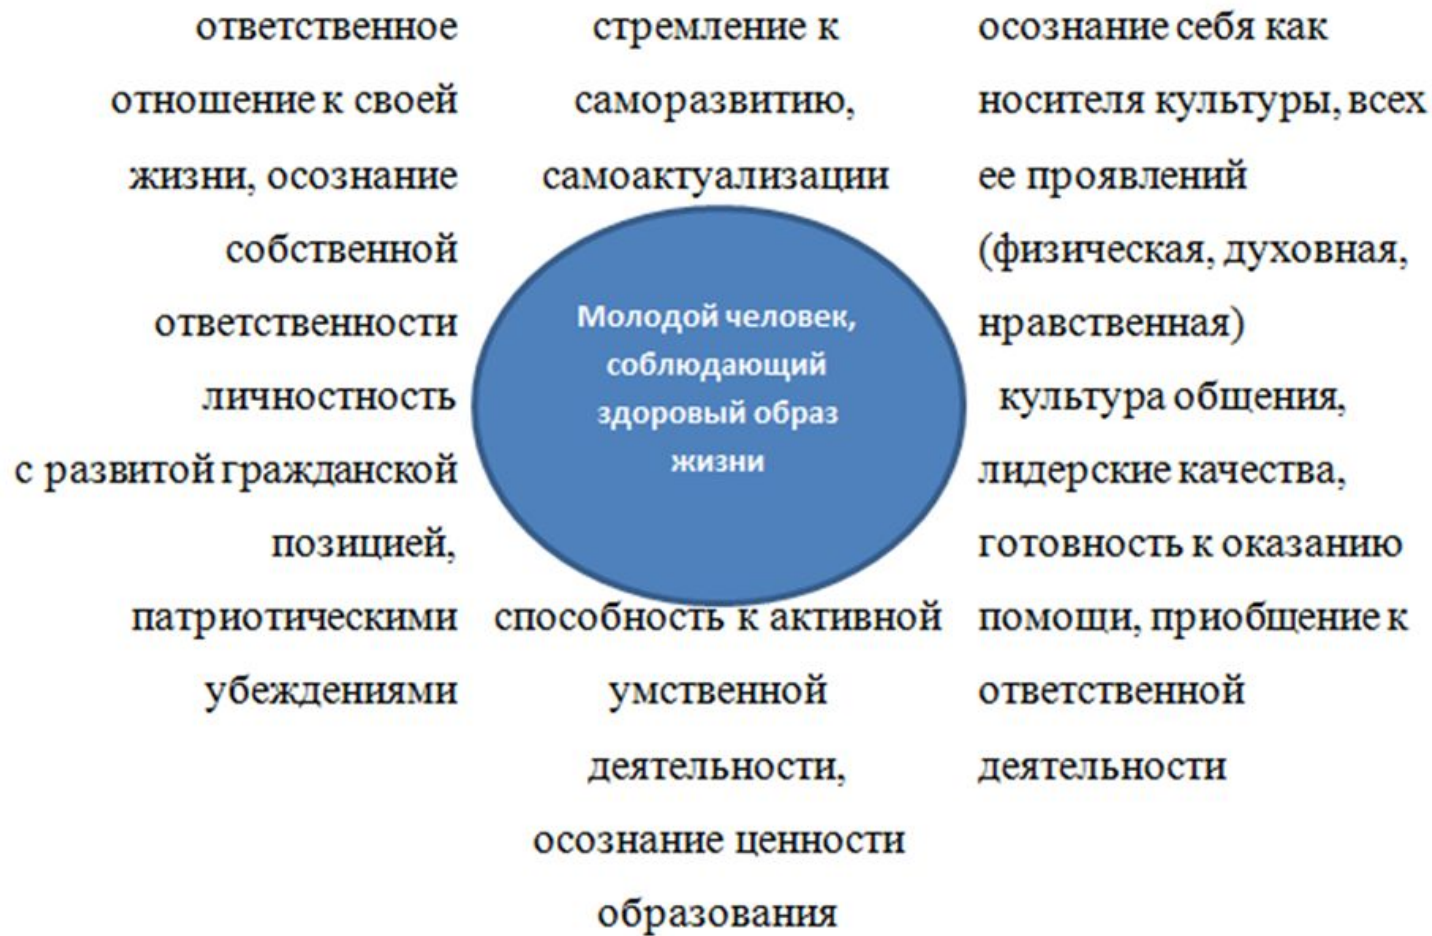 ответственное
отношение к своей
жизни, осознание
собственной
ответственности
личностность
с развитой гражданской
позицией,
патриотическими
убеждениями
стремление к
саморазвитию,
самоактуализации
Молодой человек,
соблюдающий
здоровый образ
жизни
способность к активной
умственной
деятельности,
осознание ценности
образования
осознание себя как
носителя культуры, всех
ее проявлений
(физическая, духовная,
нравственная)
культура общения,
лидерские качества,
готовность к оказанию
помощи, приобщение к
ответственной
деятельности